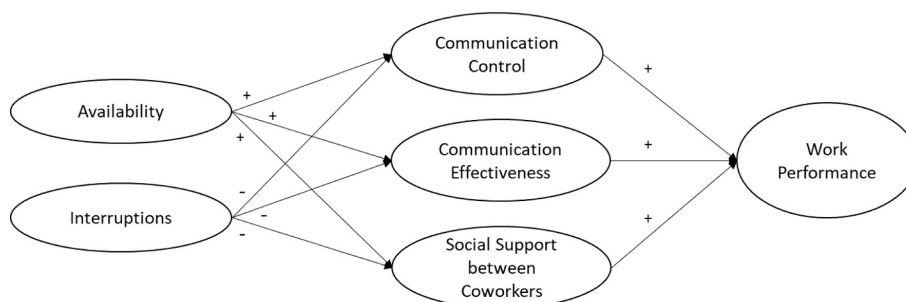 Communication
Control
+
+
Availability
+
+
Communication
Effectiveness
+
Work
Performance
-
Interruptions
-
-
+
Social Support
between
Coworkers